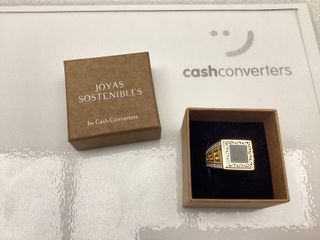 cashconverters
JOYAS
SOSTENIBLES
by Cash Converters